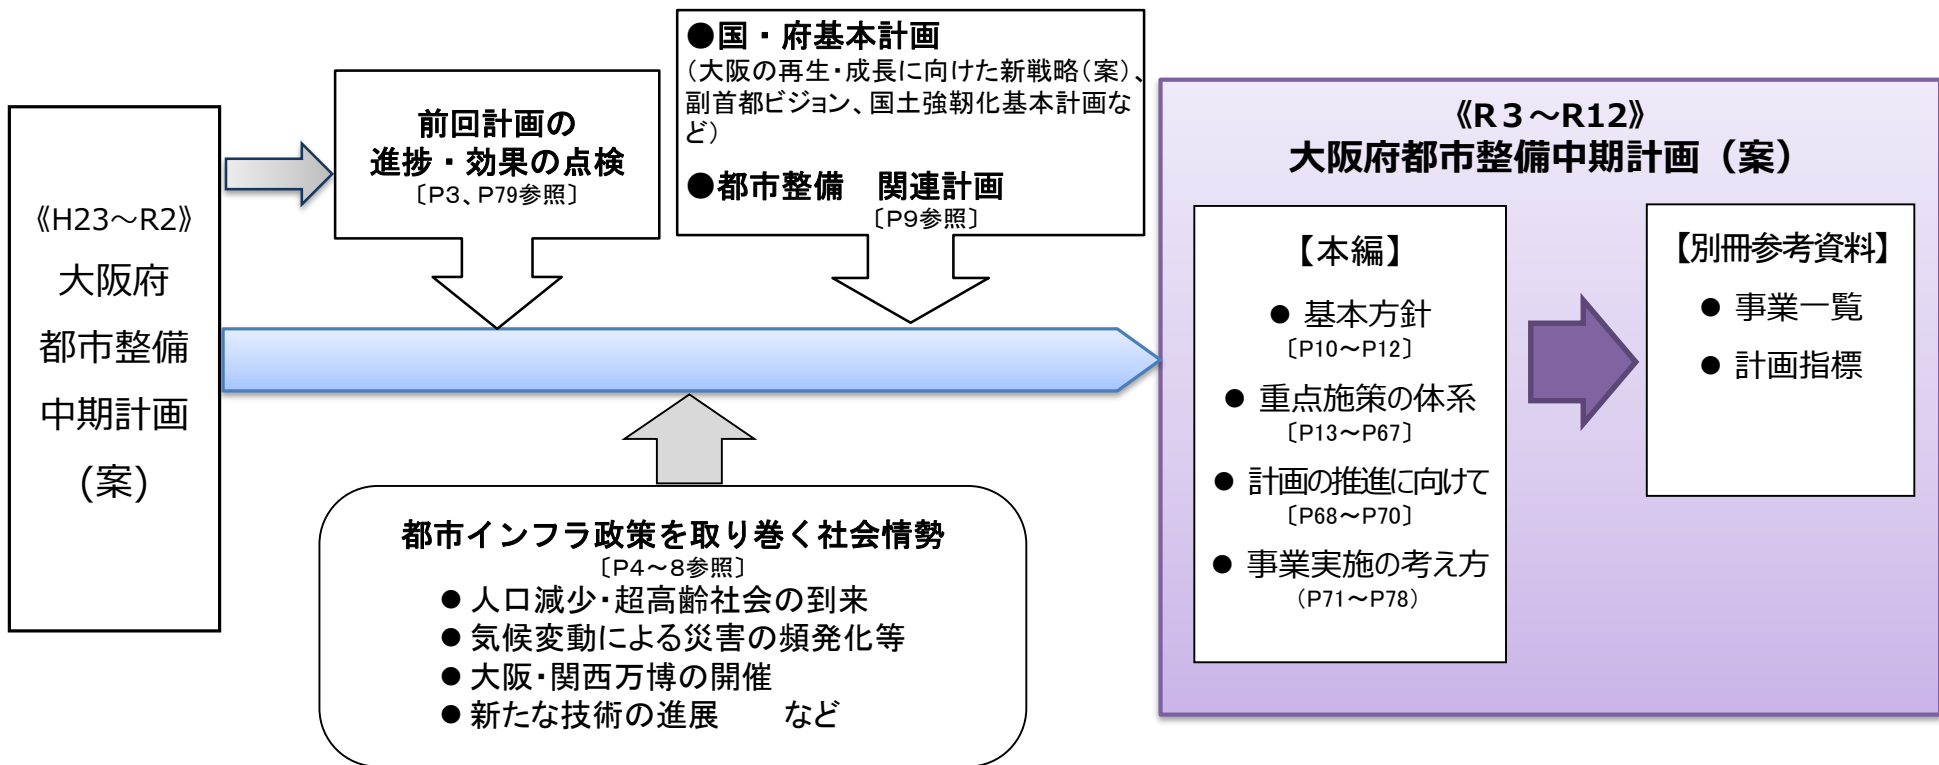 《H23～R2》
大阪府
都市整備
中期計画
(案)
前回計画の
進捗・効果の点検
〔P3、P79参照〕
●国・府基本計画
（大阪の再生・成長に向けた新戦略（案）、
副首都ビジョン、国土強靭化基本計画な
ど）
●都市整備　関連計画
〔P9参照〕
都市インフラ政策を取り巻く社会情勢
〔P4～8参照〕
● 人口減少・超高齢社会の到来
● 気候変動による災害の頻発化等
● 大阪・関西万博の開催
● 新たな技術の進展　　など
《R３～R12》
大阪府都市整備中期計画（案）
【本編】
● 基本方針
〔P10～P12〕
● 重点施策の体系
〔P13～P67〕
● 計画の推進に向けて
〔P68～P70〕
● 事業実施の考え方
（P71～P78）
【別冊参考資料】
● 事業一覧
● 計画指標